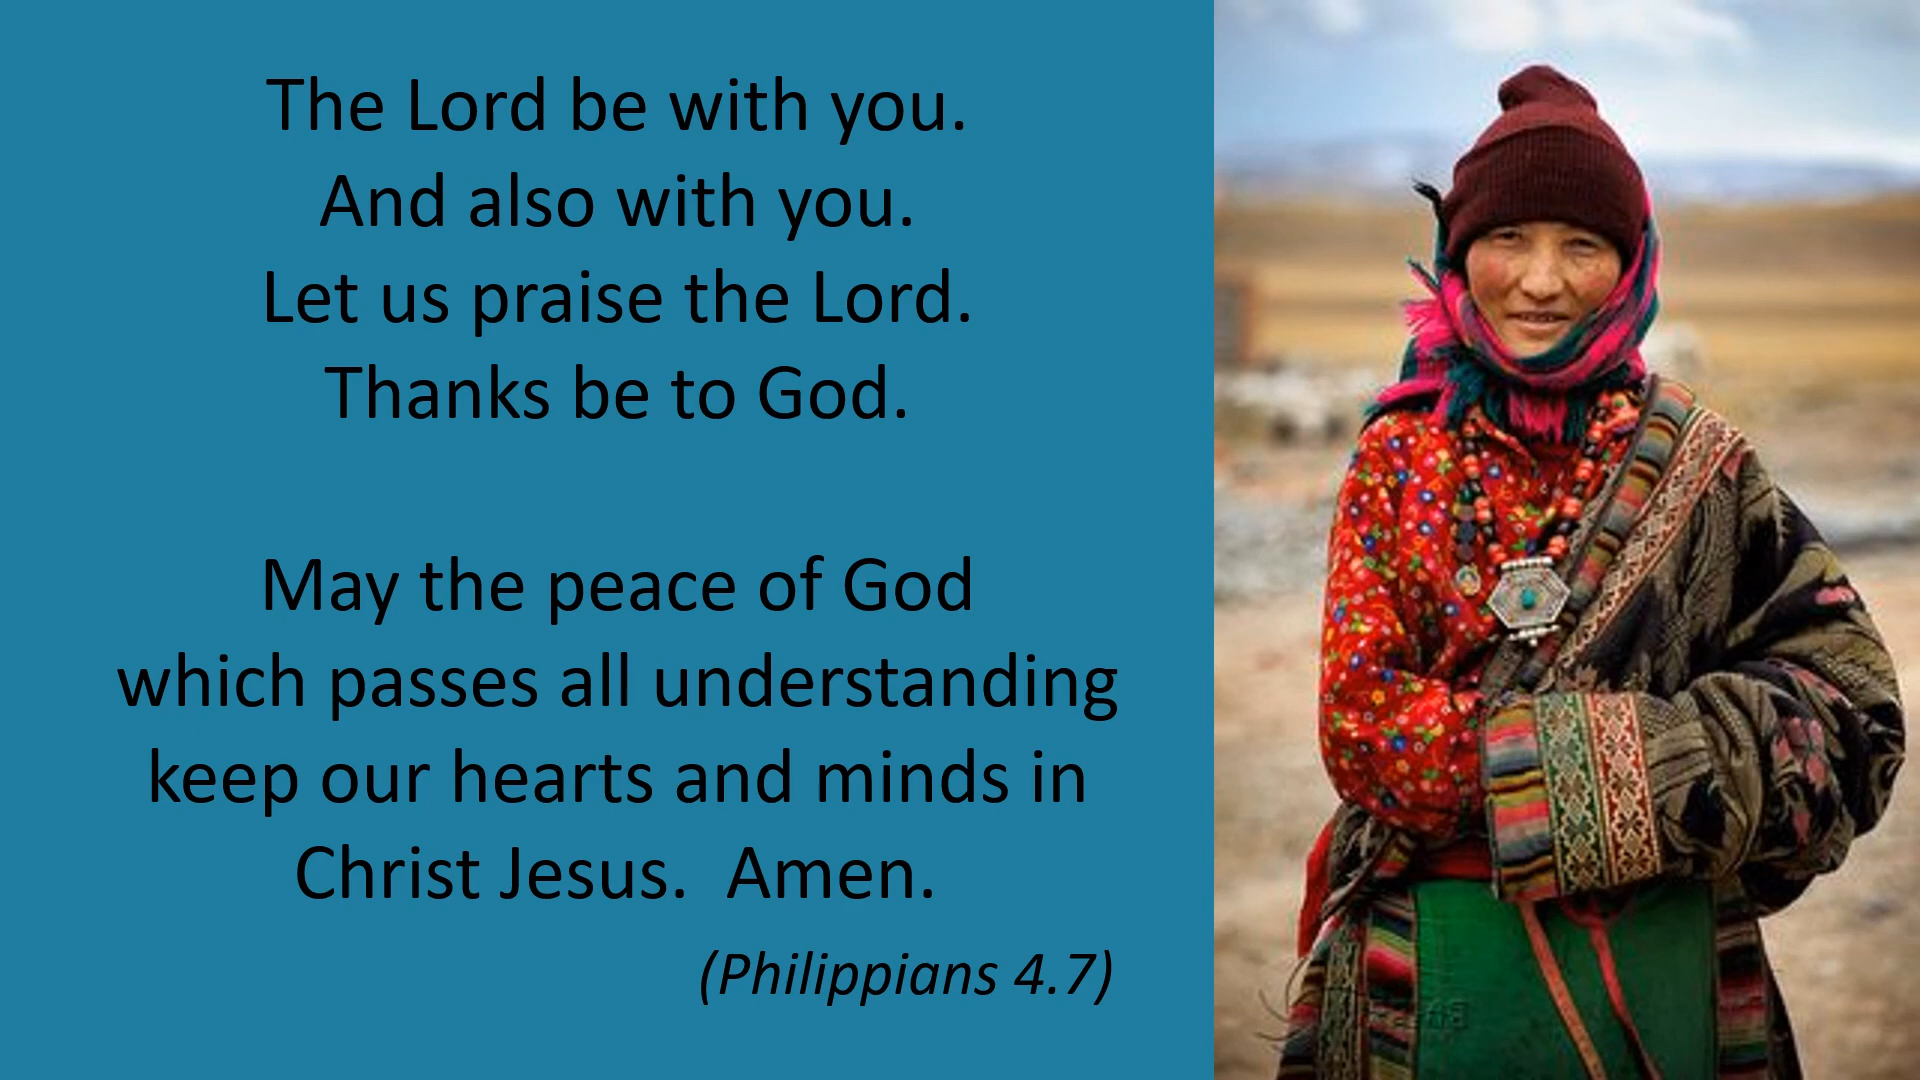 The Lord be with you.
And also with you.
Let us praise the Lord.
Thanks be to God.
May the peace of God
which passes all understanding
keep our hearts and minds in
Christ Jesus.  Amen.
(Philippians 4.7)